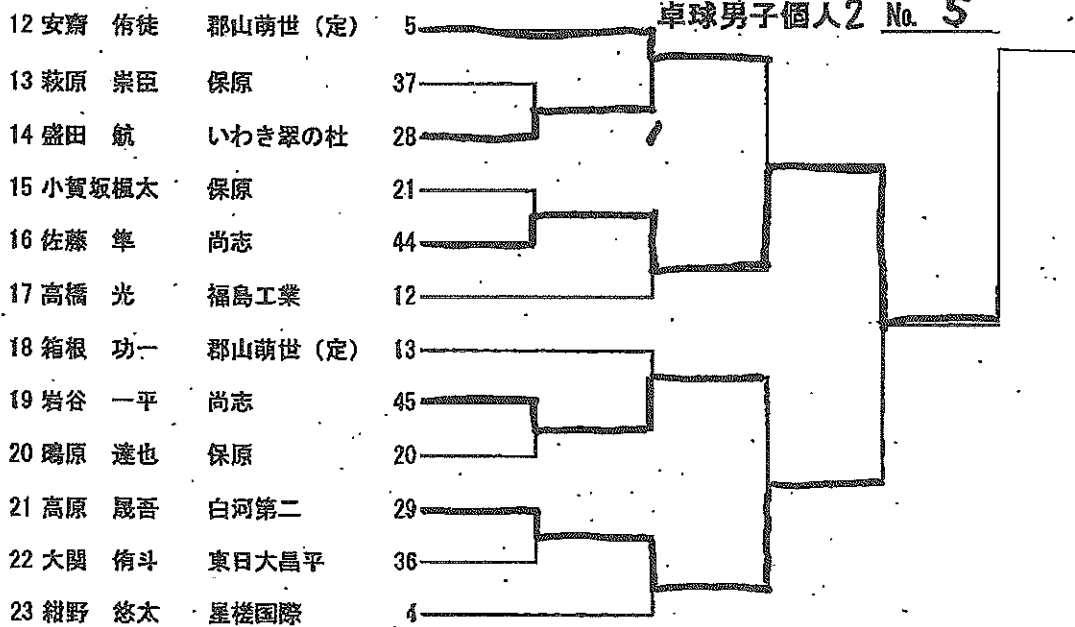 卓球男子個人2 No. 5
12 安齋 侑徒 郡山萌世（定） 5
13 萩原 崇臣 保原 37
14 盛田 航 いわき翠の杜 28
15 小賀坂楓太 保原 21
16 佐藤 隼 尚志 44
17 高橋 光 福島工業 12
18 箱根 功一 郡山萌世（定） 13
19 岩谷 一平 尚志 45
20 鴫原 達也 保原 20
21 高原 晟吾 白河第二 29
22 大関 侑斗 東日大昌平 36
23 紺野 悠太 星槎国際 4